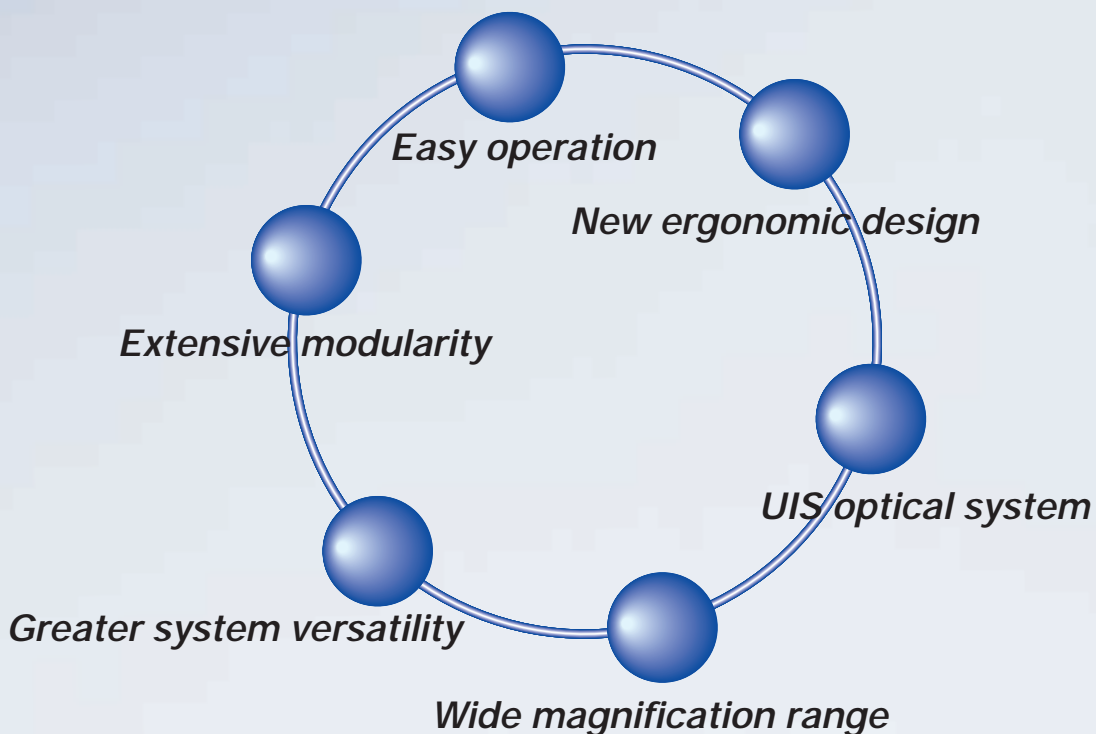 Easy operation
New ergonomic design
Extensive modularity
UIS optical system
Greater system versatility
Wide magnification range